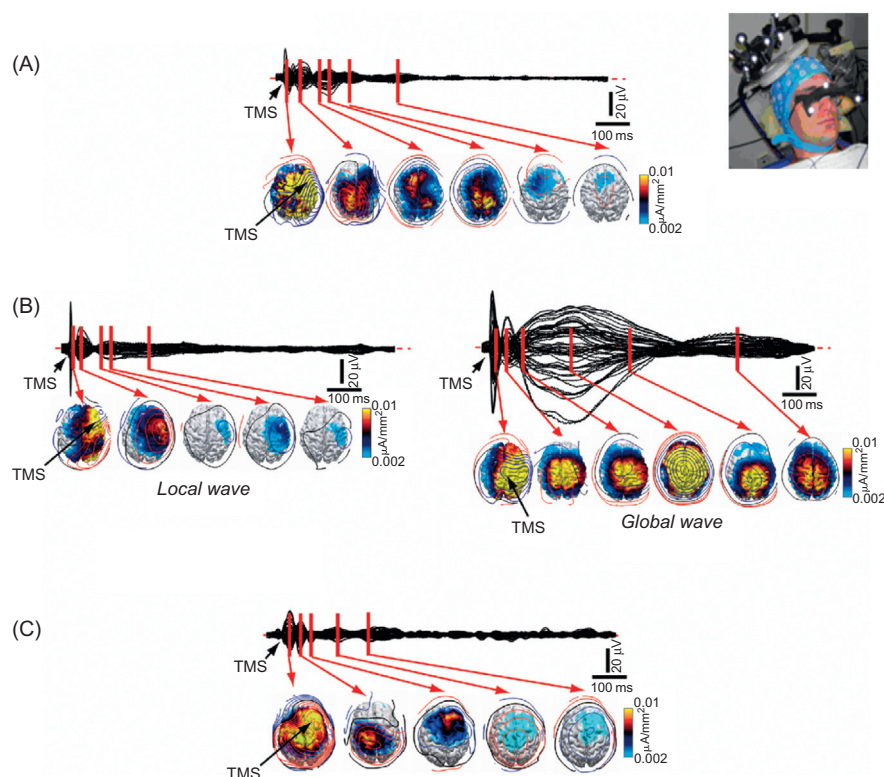 (A)
TMS
20 μV
100 ms
0.01
μA/mm²
0.002
TMS
(B)
TMS
20 μV
100 ms
0.01
μA/mm²
0.002
TMS
Local wave
TMS
20 μV
100 ms
0.01
μA/mm²
0.002
TMS
Global wave
(C)
TMS
20 μV
100 ms
0.01
μA/mm²
0.002
TMS